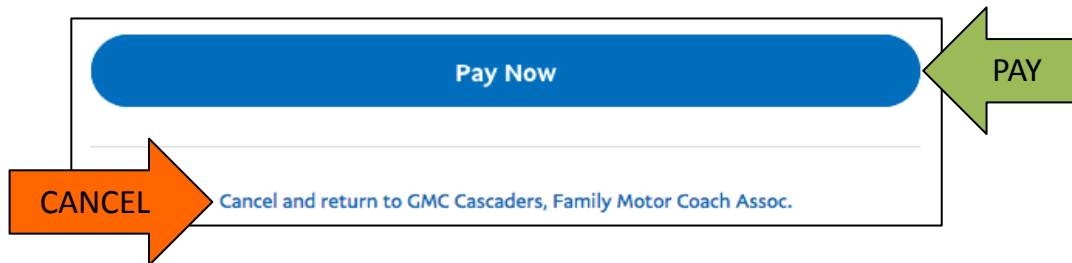 Pay Now
PAY
CANCEL
Cancel and return to GMC Cascaders, Family Motor Coach Assoc.